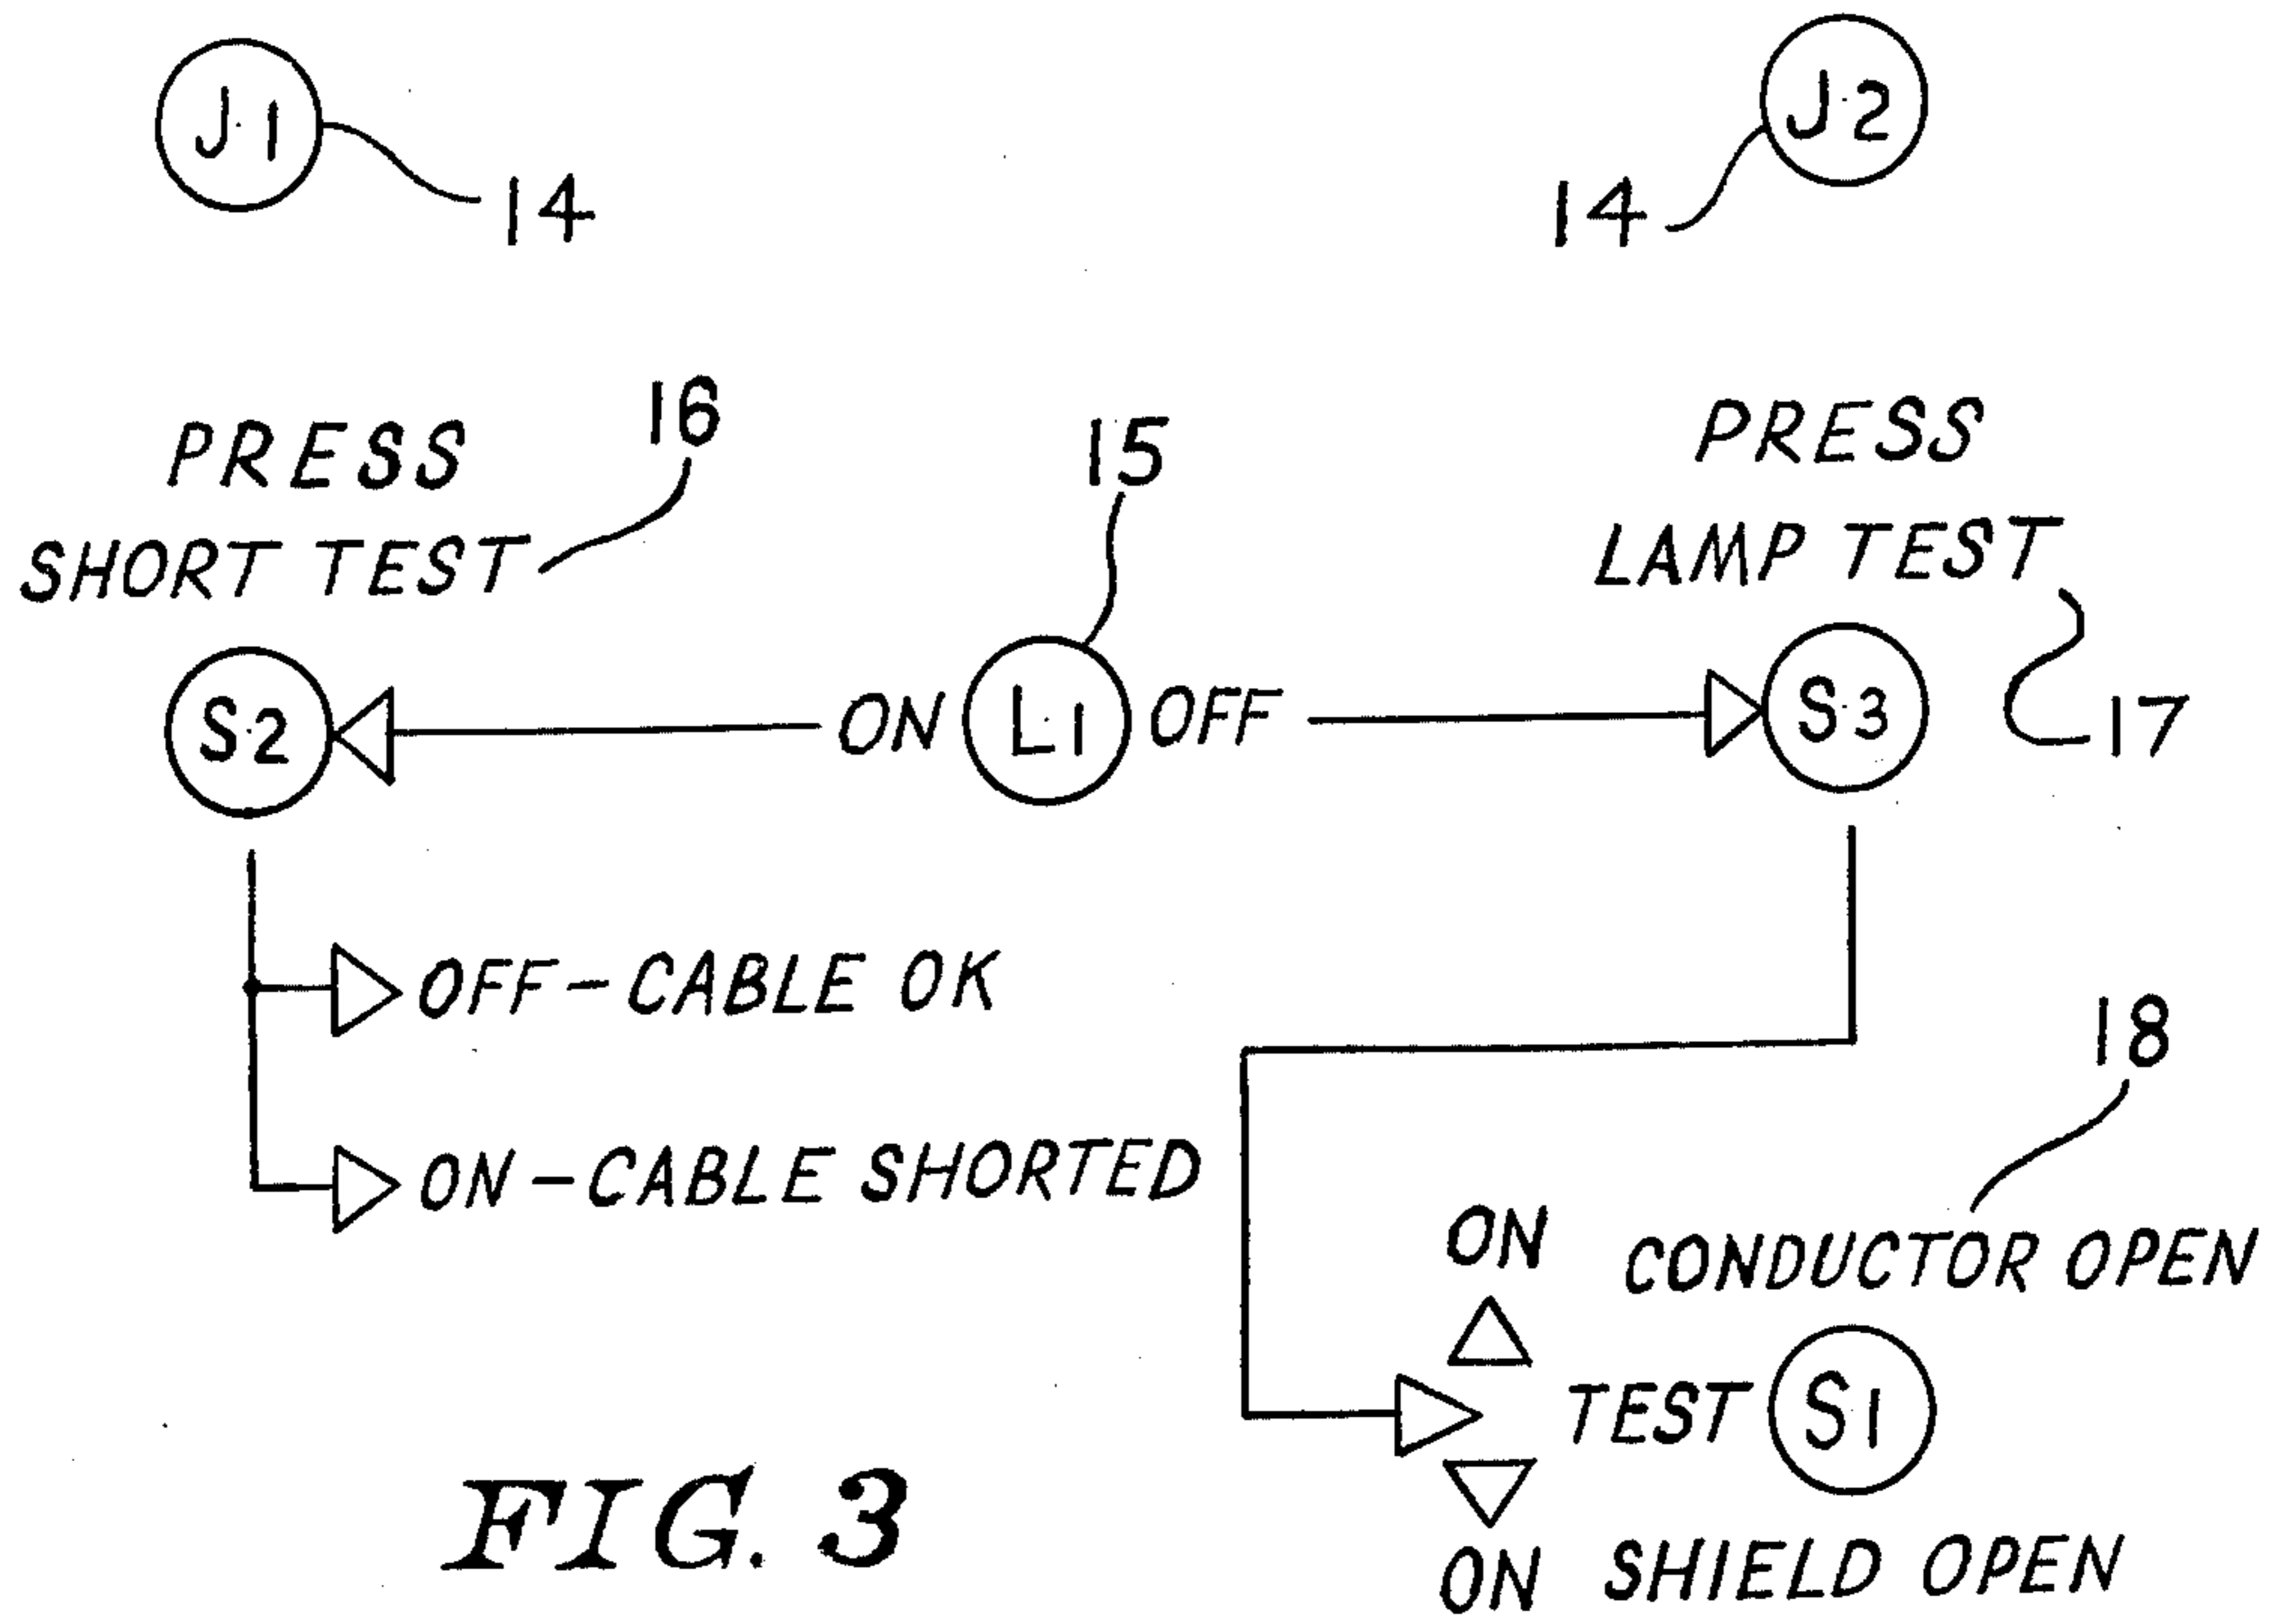 J1
J2
14
14
16
15
PRESS
SHORT TEST
PRESS
LAMP TEST
S2
ON L1 OFF
S3
17
OFF-CABLE OK
18
ON-CABLE SHORTED
ON CONDUCTOR OPEN
TEST S1
ON SHIELD OPEN
FIG. 3